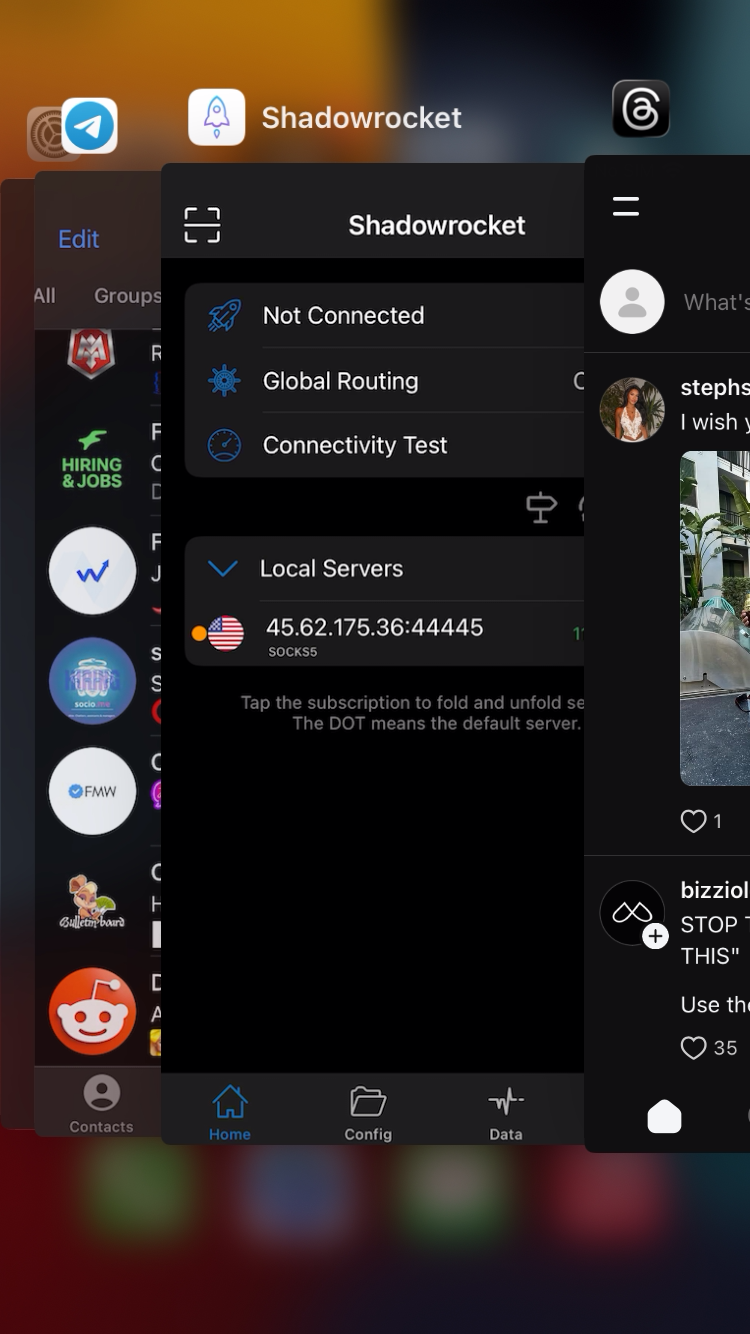 Shadowrocket
Edit
All
Groups
HIRING
& JOBS
socio
FMW
Bulletin board
Contacts
Shadowrocket
Not Connected
Global Routing
Connectivity Test
Local Servers
45.62.175.36:44445
SOCKS5
Tap the subscription to fold and unfold se
The DOT means the default server.
Home
Config
Data
What's
stephs
I wish y
1
bizziol
STOP T
THIS"
Use the
35